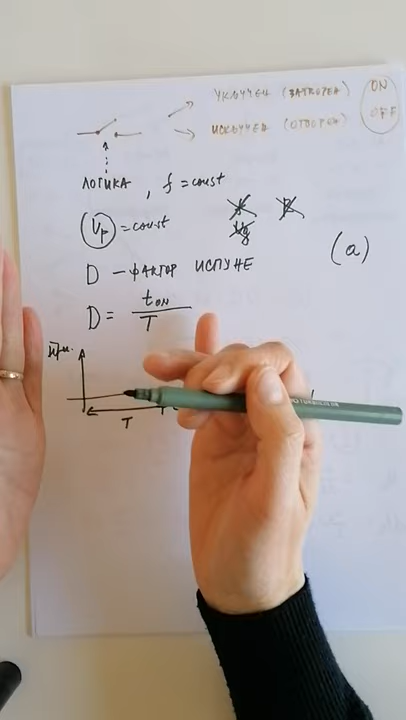 УКЉУЧЕН (ЗАТВОРЕН) ON
ИСКЉУЧЕН (ОТВОРЕН) OFF
ЛОГИКА, f = const
Vp = const
D – ФАКТОР ИСПУНЕ
(a)
D = tON / T
T